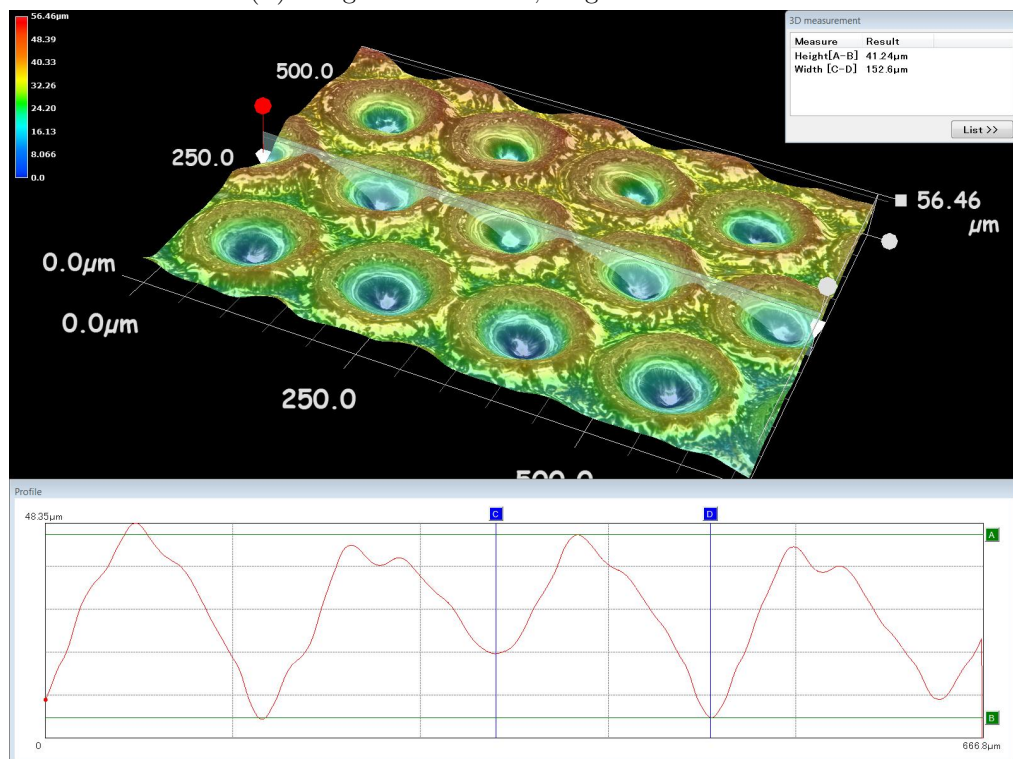 56.46μm
48.39
40.33
32.26
24.20
16.13
8.066
0.0
3D measurement
Measure Result
Height[A-B] 41.24μm
Width [C-D] 152.6μm
List >>
500.0
250.0
0.0μm
0.0μm
250.0
56.46
μm
Profile
48.35μm
C
D
A
B
0
666.8μm